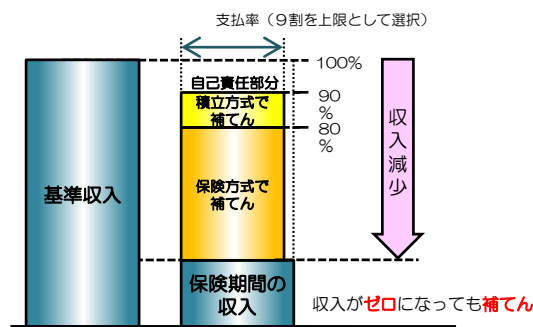 支払率（９割を上限として選択）
100%
自己責任部分
90
%
積立方式で
補てん
80
%
収入減少
基準収入
保険方式で
補てん
保険期間の
収入
収入がゼロになっても補てん